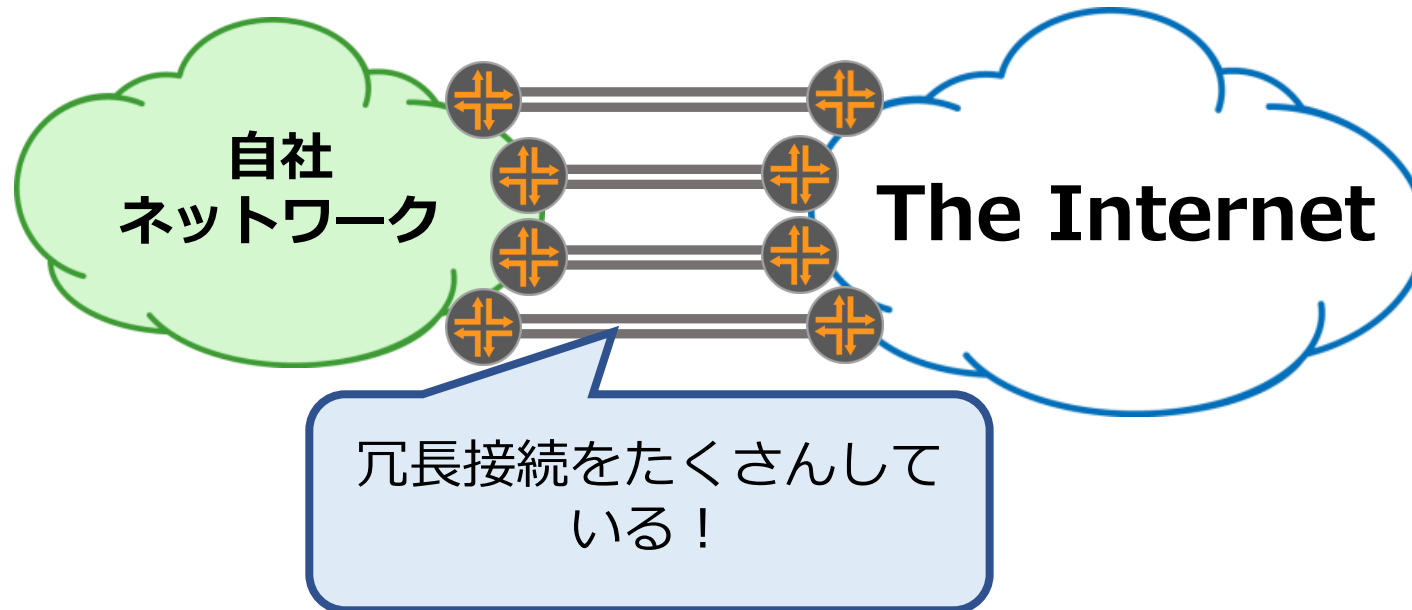 自社
ネットワーク
The Internet
冗長接続をたくさんして
いる！